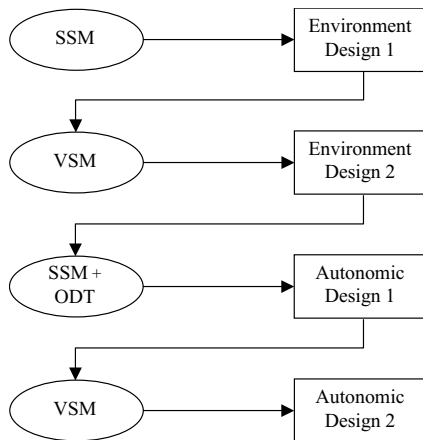 SSM
Environment
Design 1
VSM
Environment
Design 2
SSM +
ODT
Autonomic
Design 1
VSM
Autonomic
Design 2